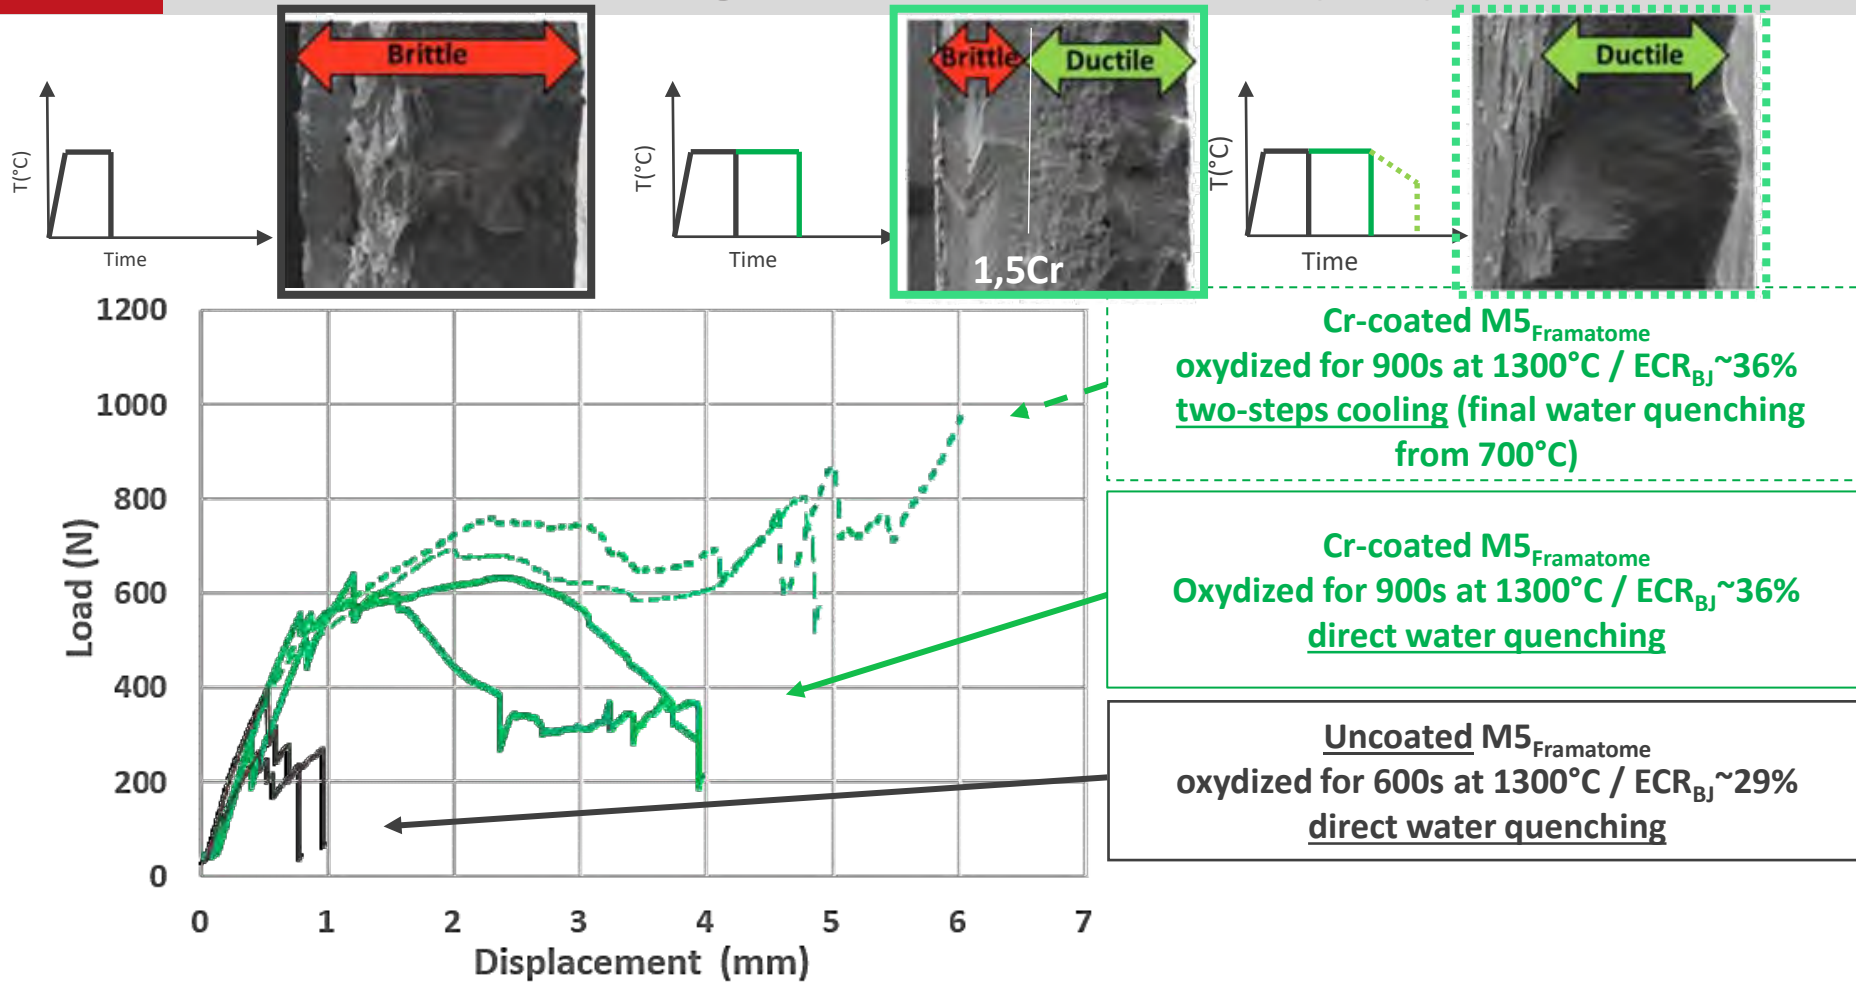 Brittle
Brittle
Ductile
Ductile
T(°C)
Time
T(°C)
Time
1,5Cr
T(°C)
Time
Cr-coated M5Framatome
oxydized for 900s at 1300°C / ECRBJ~36%
two-steps cooling (final water quenching
from 700°C)
Cr-coated M5Framatome
Oxydized for 900s at 1300°C / ECRBJ~36%
direct water quenching
Uncoated M5Framatome
oxydized for 600s at 1300°C / ECRBJ~29%
direct water quenching
Load (N)
1200
1000
800
600
400
200
0
0 1 2 3 4 5 6 7
Displacement (mm)